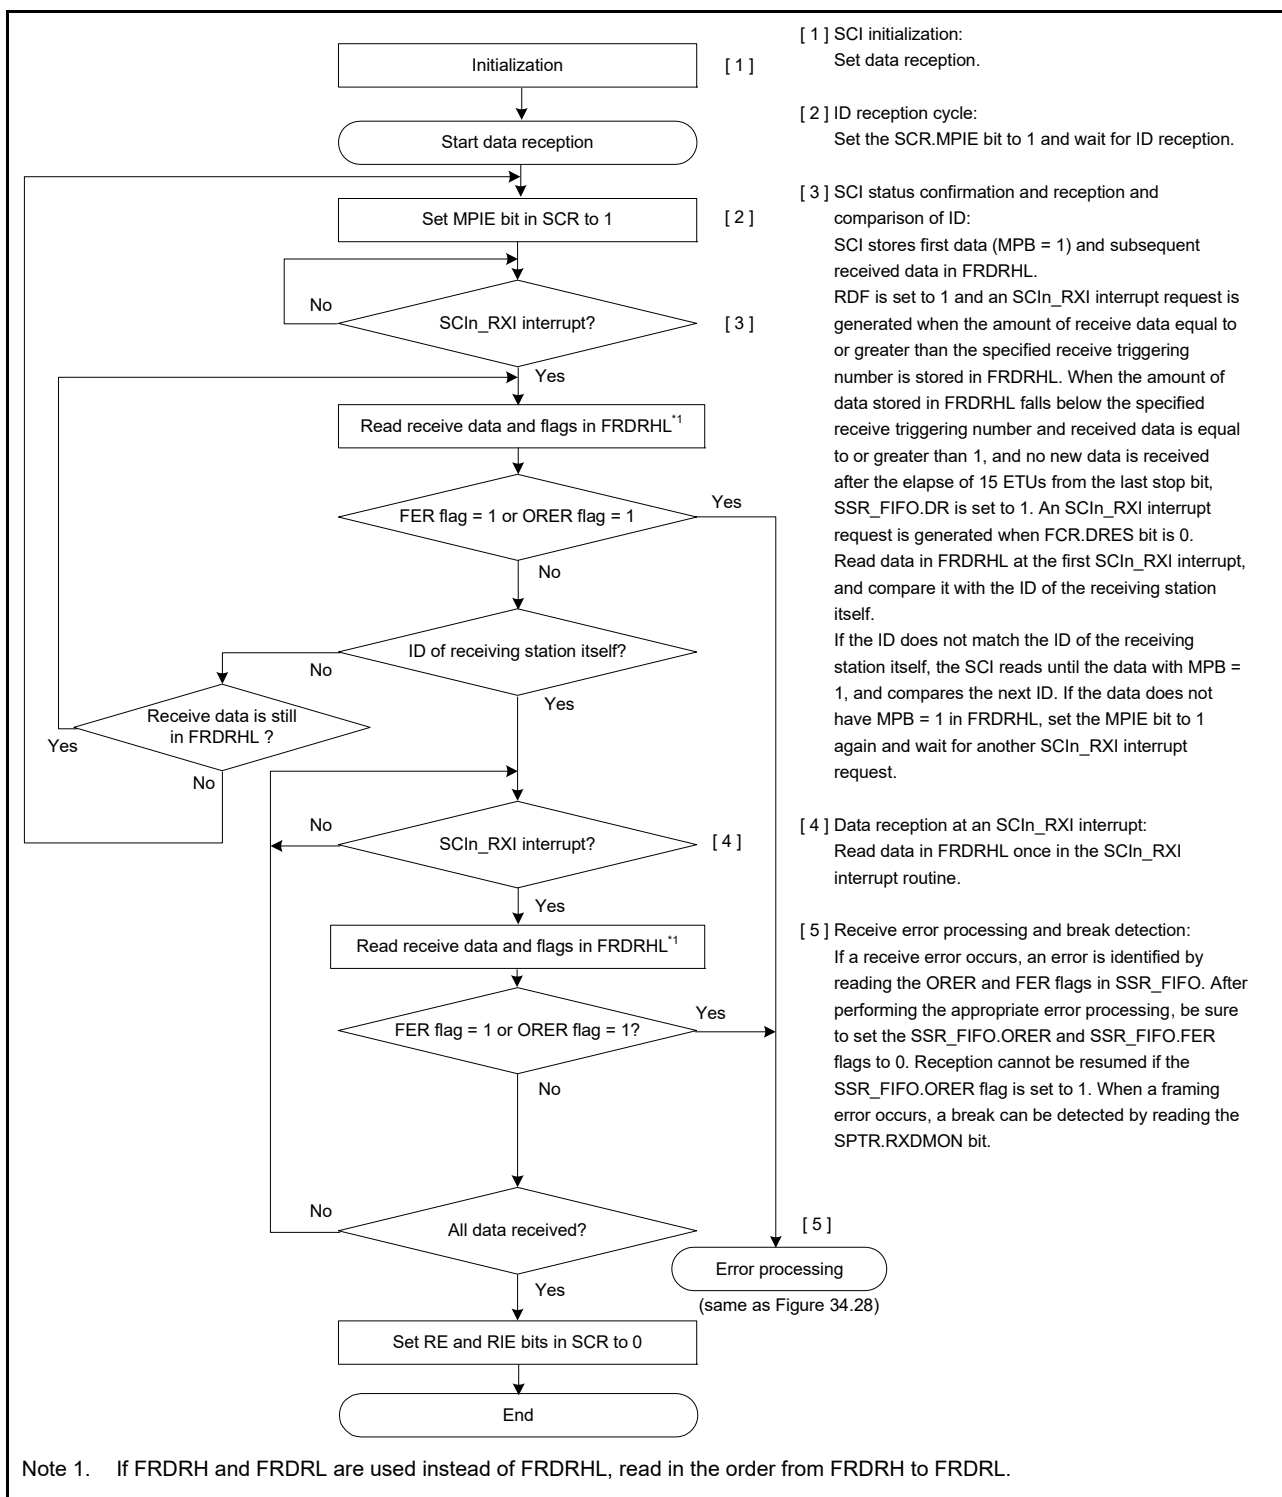 Initialization
[ 1 ]
Start data reception
Set MPIE bit in SCR to 1
[ 2 ]
No
SCIn_RXI interrupt?
[ 3 ]
Yes
Read receive data and flags in FRDRHL*1
Yes
FER flag = 1 or ORER flag = 1
No
ID of receiving station itself?
No
Yes
Receive data is still
in FRDRHL ?
Yes
No
No
SCIn_RXI interrupt?
[ 4 ]
Yes
Read receive data and flags in FRDRHL*1
Yes
FER flag = 1 or ORER flag = 1?
No
No
All data received?
[ 5 ]
Error processing
(same as Figure 34.28)
Yes
Set RE and RIE bits in SCR to 0
End
[ 1 ] SCI initialization:
Set data reception.
[ 2 ] ID reception cycle:
Set the SCR.MPIE bit to 1 and wait for ID reception.
[ 3 ] SCI status confirmation and reception and
comparison of ID:
SCI stores first data (MPB = 1) and subsequent
received data in FRDRHL.
RDF is set to 1 and an SCIn_RXI interrupt request is
generated when the amount of receive data equal to
or greater than the specified receive triggering
number is stored in FRDRHL. When the amount of
data stored in FRDRHL falls below the specified
receive triggering number and received data is equal
to or greater than 1, and no new data is received
after the elapse of 15 ETUs from the last stop bit,
SSR_FIFO.DR is set to 1. An SCIn_RXI interrupt
request is generated when FCR.DRES bit is 0.
Read data in FRDRHL at the first SCIn_RXI interrupt,
and compare it with the ID of the receiving station
itself.
If the ID does not match the ID of the receiving
station itself, the SCI reads until the data with MPB =
1, and compares the next ID. If the data does not
have MPB = 1 in FRDRHL, set the MPIE bit to 1
again and wait for another SCIn_RXI interrupt
request.
[ 4 ] Data reception at an SCIn_RXI interrupt:
Read data in FRDRHL once in the SCIn_RXI
interrupt routine.
[ 5 ] Receive error processing and break detection:
If a receive error occurs, an error is identified by
reading the ORER and FER flags in SSR_FIFO. After
performing the appropriate error processing, be sure
to set the SSR_FIFO.ORER and SSR_FIFO.FER
flags to 0. Reception cannot be resumed if the
SSR_FIFO.ORER flag is set to 1. When a framing
error occurs, a break can be detected by reading the
SPTR.RXDMON bit.
Note 1. If FRDRH and FRDRL are used instead of FRDRHL, read in the order from FRDRH to FRDRL.